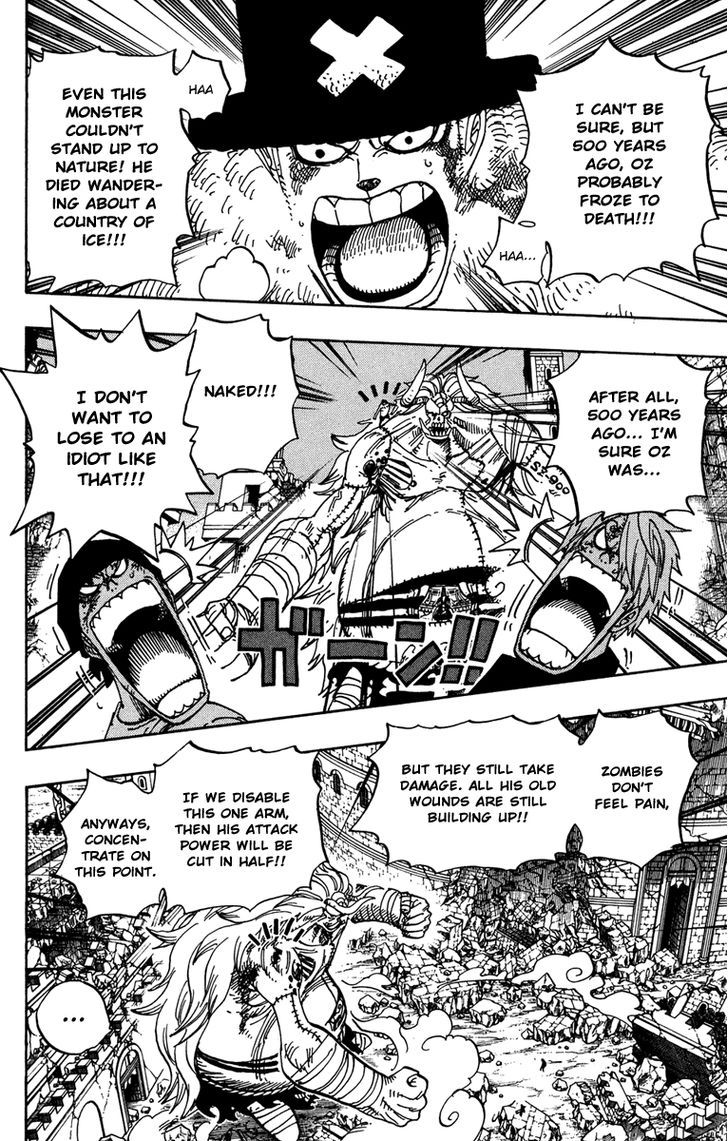 I CAN'T BE
SURE, BUT
500 YEARS
AGO, OZ
PROBABLY
FROZE TO
DEATH!!!
HAA...
HAA
EVEN THIS
MONSTER
COULDN'T
STAND UP TO
NATURE! HE
DIED WANDER-
ING ABOUT A
COUNTRY OF
ICE!!!
AFTER ALL,
500 YEARS
AGO... I'M
SURE OZ
WAS...
NAKED!!!
I DON'T
WANT TO
LOSE TO AN
IDIOT LIKE
THAT!!!
ガーン!!
ZOMBIES
DON'T
FEEL PAIN,
BUT THEY STILL TAKE
DAMAGE. ALL HIS OLD
WOUNDS ARE STILL
BUILDING UP!!
IF WE DISABLE
THIS ONE ARM,
THEN HIS ATTACK
POWER WILL BE
CUT IN HALF!!
ANYWAYS,
CONCEN-
TRATE ON
THIS POINT.
...